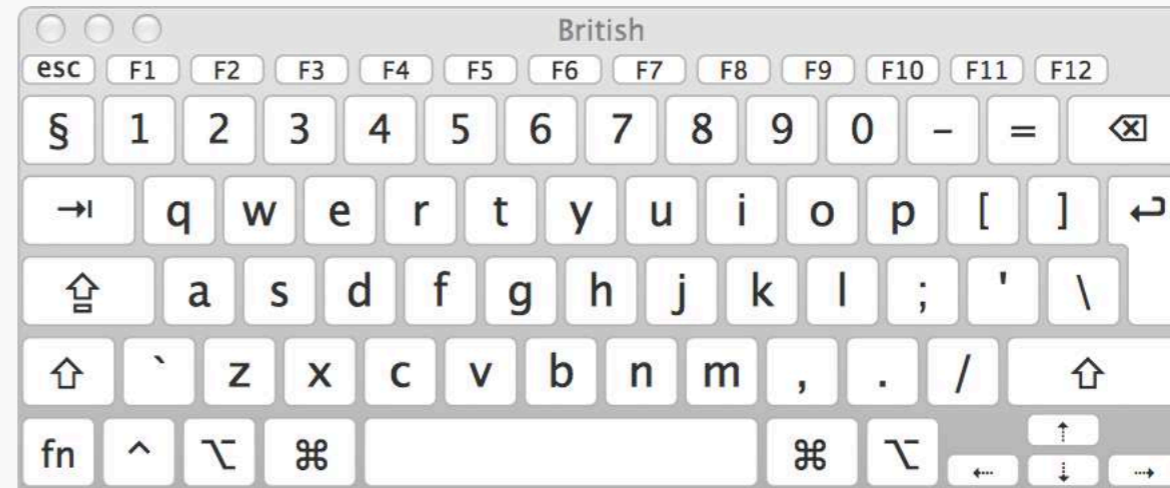 British
esc F1 F2 F3 F4 F5 F6 F7 F8 F9 F10 F11 F12
§ 1 2 3 4 5 6 7 8 9 0 - = ⌫
⇥ q w e r t y u i o p [ ] ↩
⇪ a s d f g h j k l ; ' \
⇧ ` z x c v b n m , . / ⇧
fn ^ ⌥ ⌘ ⌘ ⌥ ⇠ ⇡ ⇣ ⇢